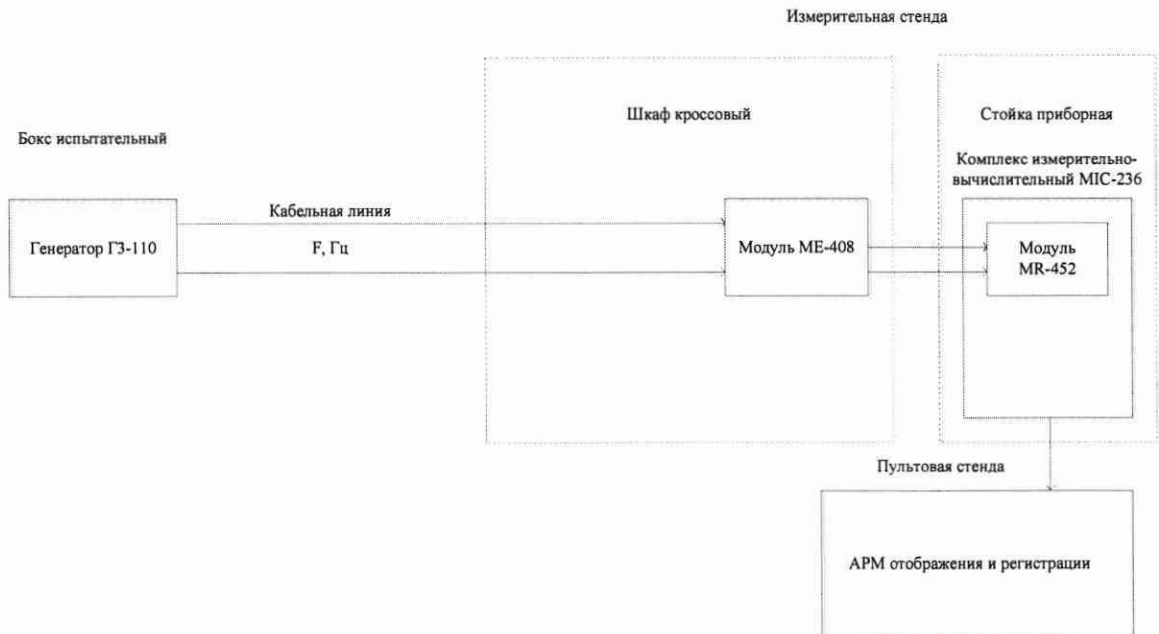 Измерительная стенда
Шкаф кроссовый
Стойка приборная
Бокс испытательный
Комплекс измерительно-
вычислительный MIC-236
Кабельная линия
Генератор Г3-110
F, Гц
Модуль МЕ-408
Модуль
MR-452
Пультовая стенда
АРМ отображения и регистрации